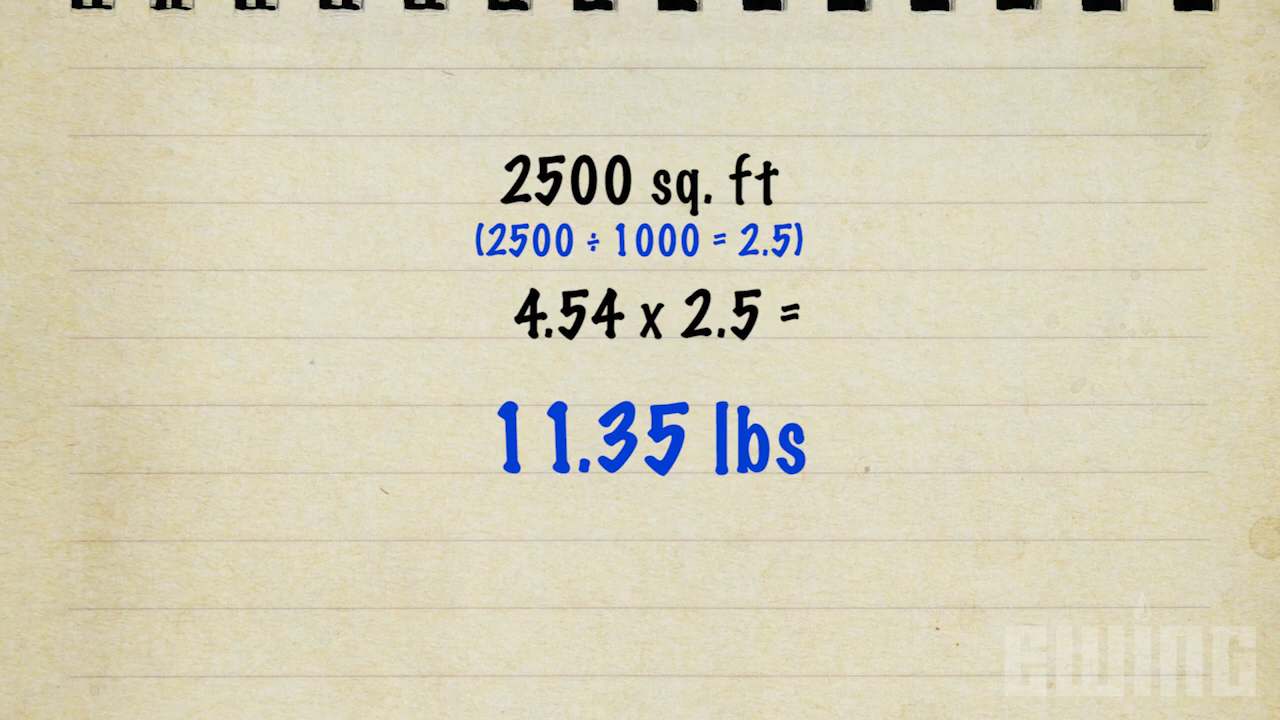 2500 sq. ft
(2500 ÷ 1000 = 2.5)
4.54 x 2.5 =
11.35 lbs
EWING